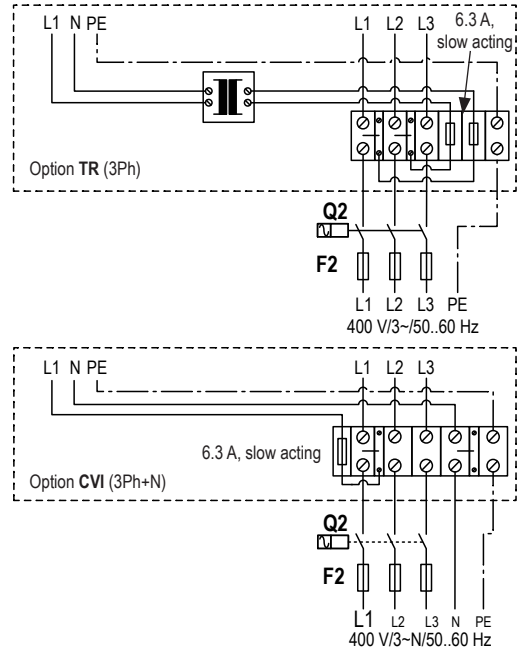 L1 N PE
L1 L2 L3
6.3 A,
slow acting
Option TR (3Ph)
Q2
F2
L1 L2 L3 PE
400 V/3~/50..60 Hz
L1 N PE
L1 L2 L3
6.3 A, slow acting
Option CVI (3Ph+N)
Q2
F2
L1 L2 L3 N PE
400 V/3~N/50..60 Hz